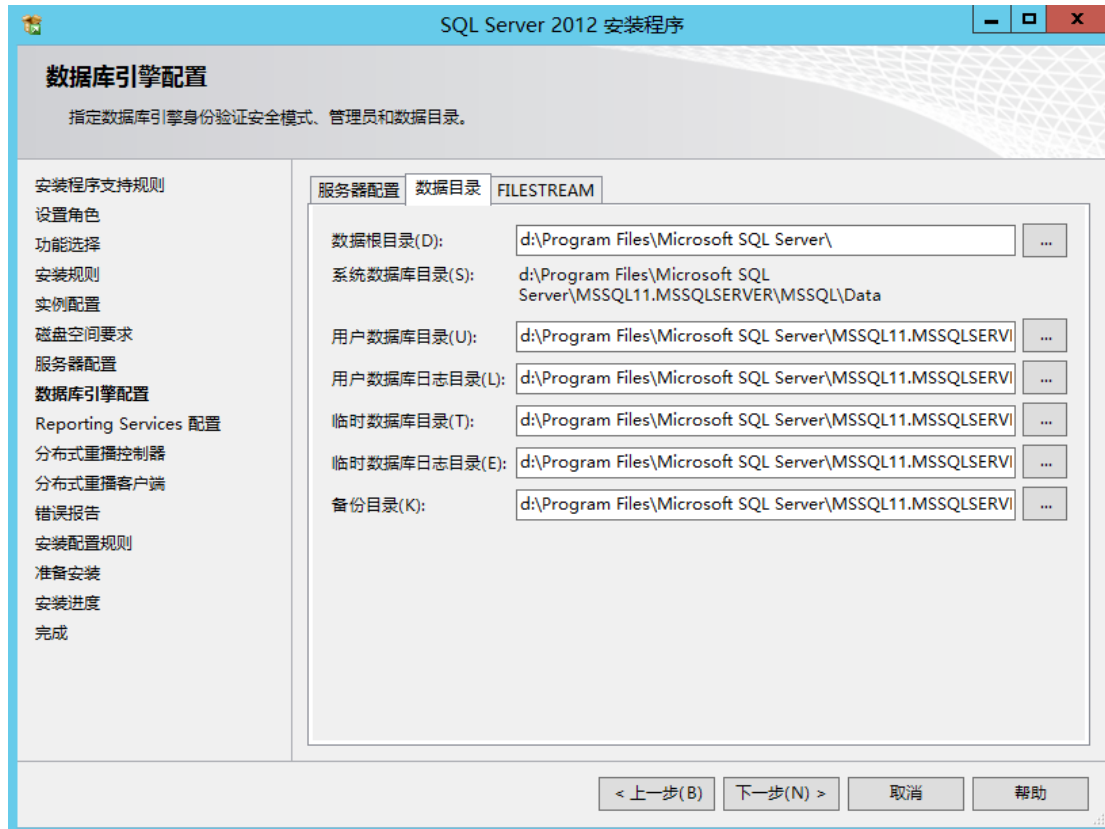 SQL Server 2012 安装程序
数据库引擎配置
指定数据库引擎身份验证安全模式、管理员和数据目录。
安装程序支持规则
设置角色
功能选择
安装规则
实例配置
磁盘空间要求
服务器配置
数据库引擎配置
Reporting Services 配置
分布式重播控制器
分布式重播客户端
错误报告
安装配置规则
准备安装
安装进度
完成
服务器配置 数据目录 FILESTREAM
数据根目录(D): d:\Program Files\Microsoft SQL Server\ ...
系统数据库目录(S): d:\Program Files\Microsoft SQL
Server\MSSQL11.MSSQLSERVER\MSSQL\Data
用户数据库目录(U): d:\Program Files\Microsoft SQL Server\MSSQL11.MSSQLSERVI ...
用户数据库日志目录(L): d:\Program Files\Microsoft SQL Server\MSSQL11.MSSQLSERVI ...
临时数据库目录(T): d:\Program Files\Microsoft SQL Server\MSSQL11.MSSQLSERVI ...
临时数据库日志目录(E): d:\Program Files\Microsoft SQL Server\MSSQL11.MSSQLSERVI ...
备份目录(K): d:\Program Files\Microsoft SQL Server\MSSQL11.MSSQLSERVI ...
< 上一步(B) 下一步(N) > 取消 帮助